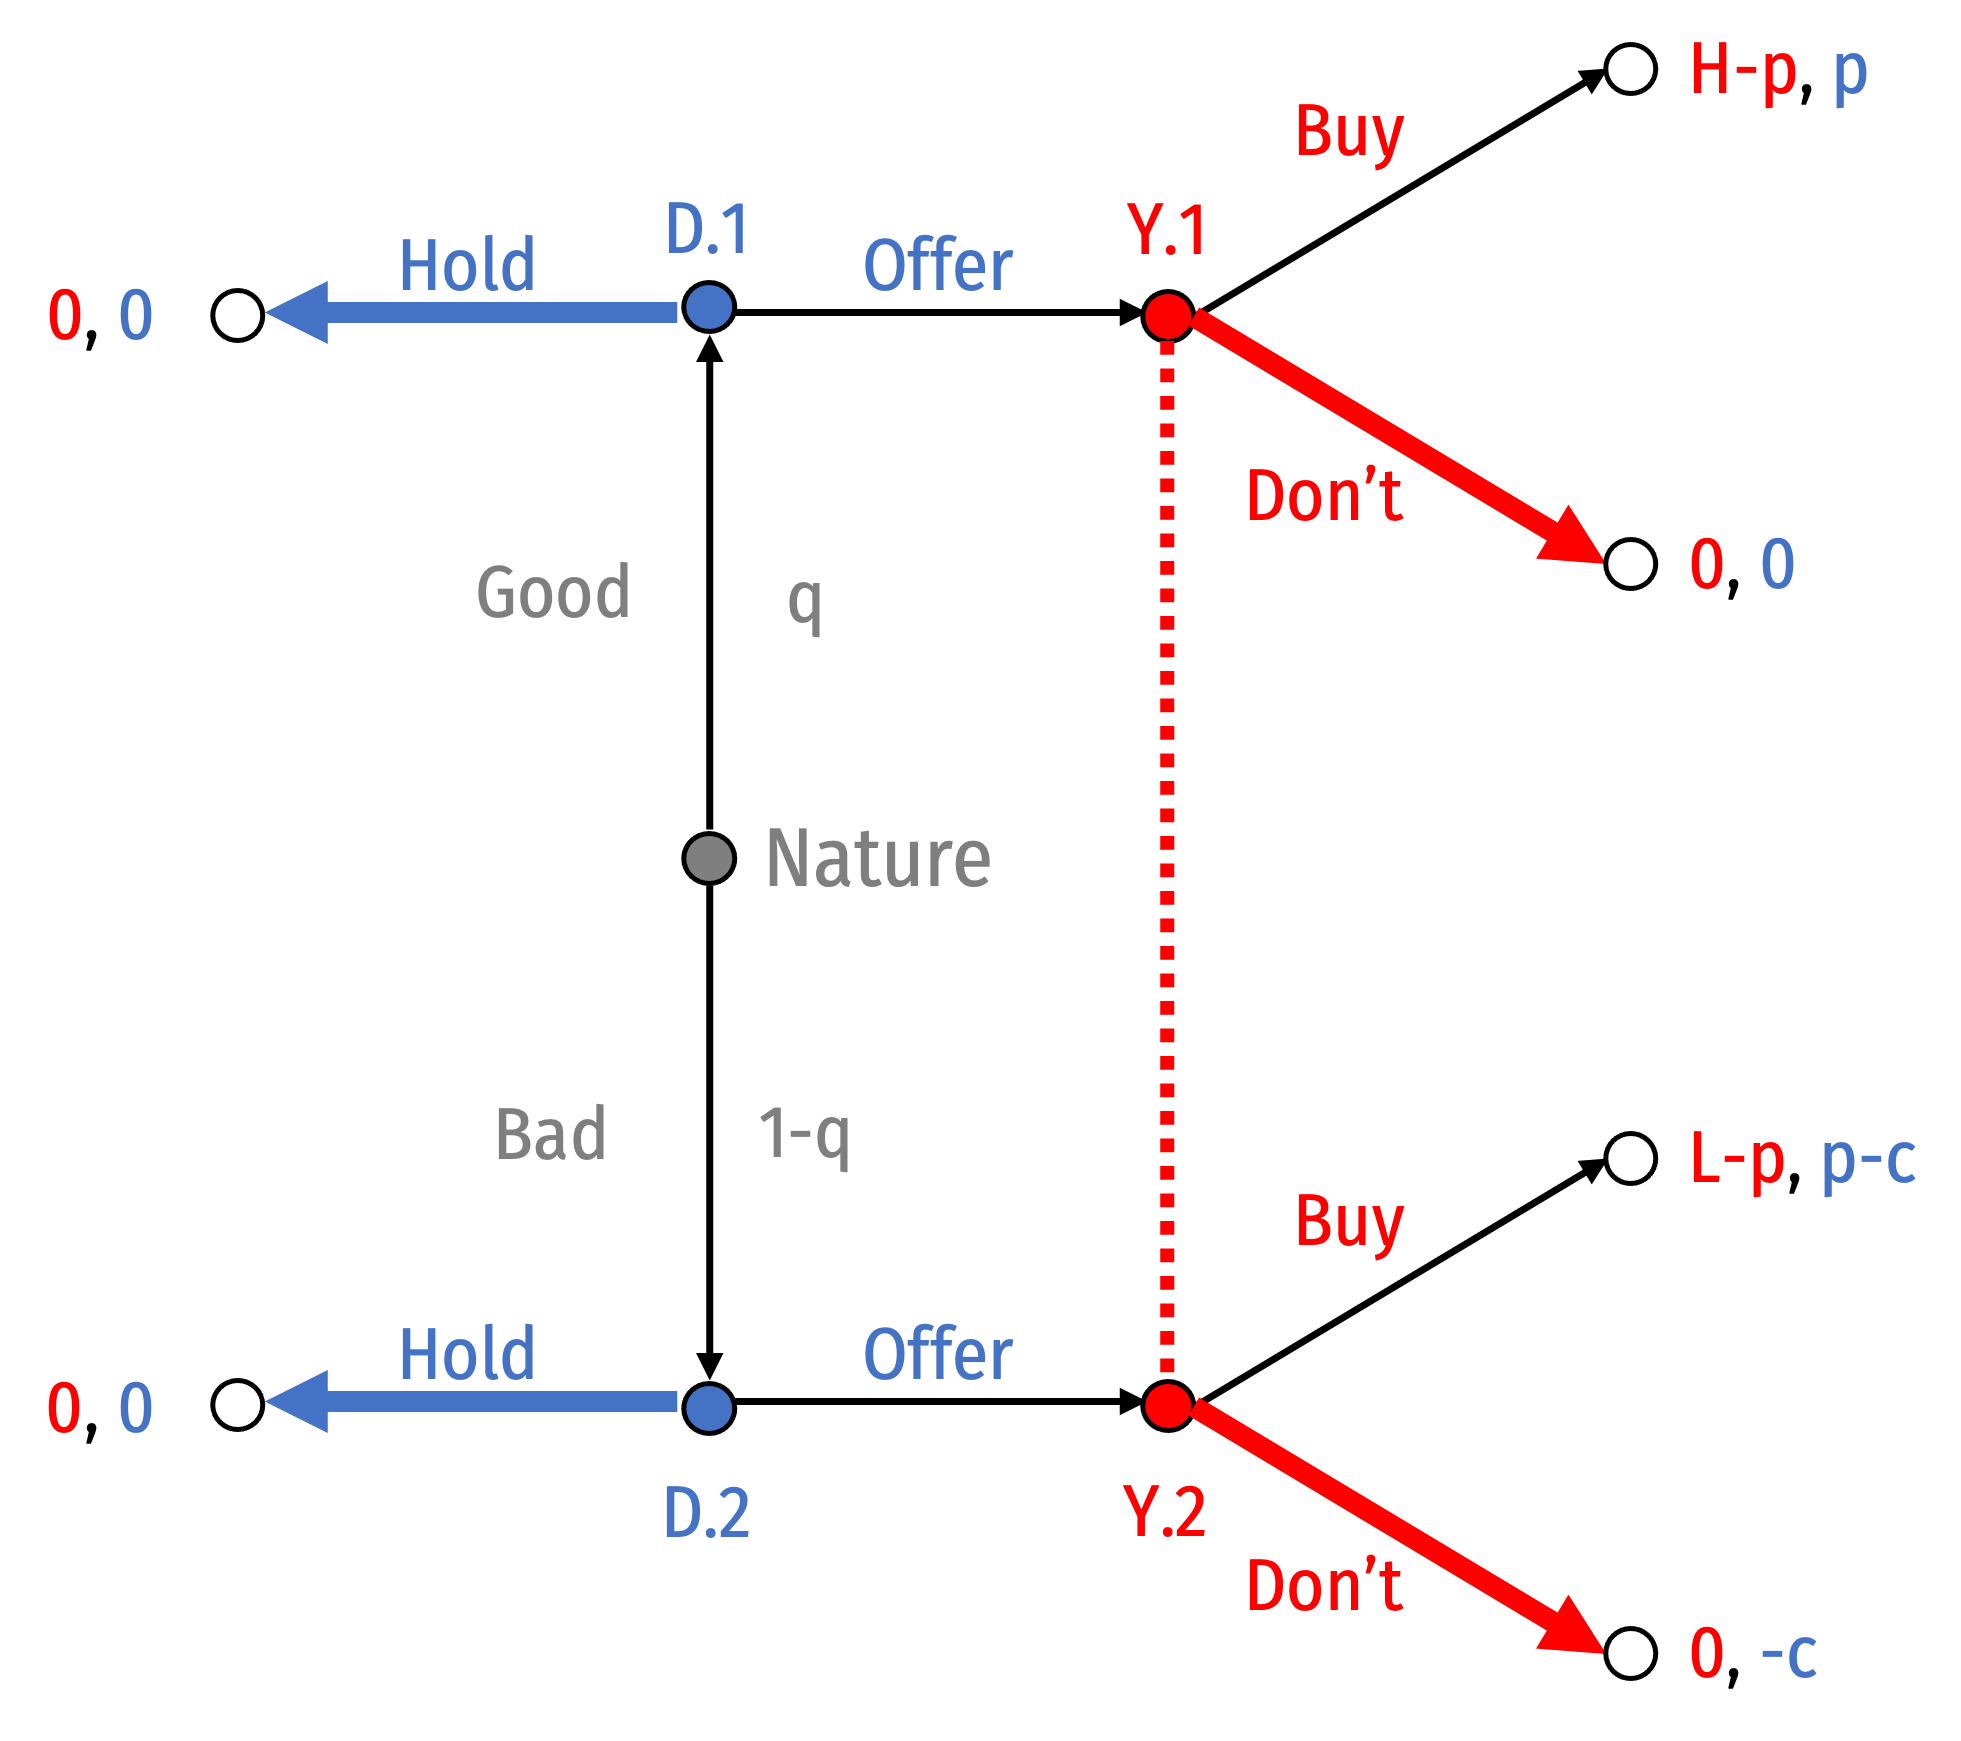 H-p, p
Buy
D.1
Y.1
Hold
Offer
0, 0
Don't
0, 0
Good
q
Nature
Bad
1-q
L-p, p-c
Buy
Hold
Offer
0, 0
D.2
Y.2
Don't
0, -c